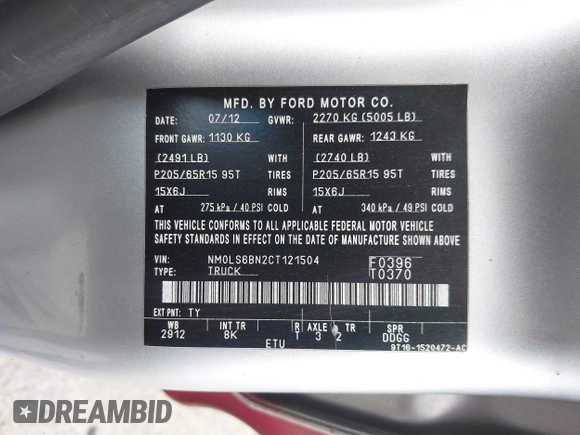 MFD. BY FORD MOTOR CO.
DATE: 07/12 GVWR: 2270 KG (5005 LB)
FRONT GAWR: 1130 KG REAR GAWR: 1243 KG
(2491 LB) WITH (2740 LB) WITH
P205/65R15 95T TIRES P205/65R15 95T TIRES
15X6J RIMS 15X6J RIMS
AT 275 kPa / 40 PSI COLD AT 340 kPa / 49 PSI COLD
THIS VEHICLE CONFORMS TO ALL APPLICABLE FEDERAL MOTOR VEHICLE
SAFETY STANDARD IN EFFECT ON THE DATE OF MANUFACTURE SHOWN ABOVE.
VIN: NM0LS6BN2CT121504 F0396
TYPE: TRUCK T0370
EXT PNT: TY
WB INT TR R AXLE TR SPR
2912 8K T 3 2 DDGG
ETU 9T16-1520472-AC
DREAMBID DREAMBID